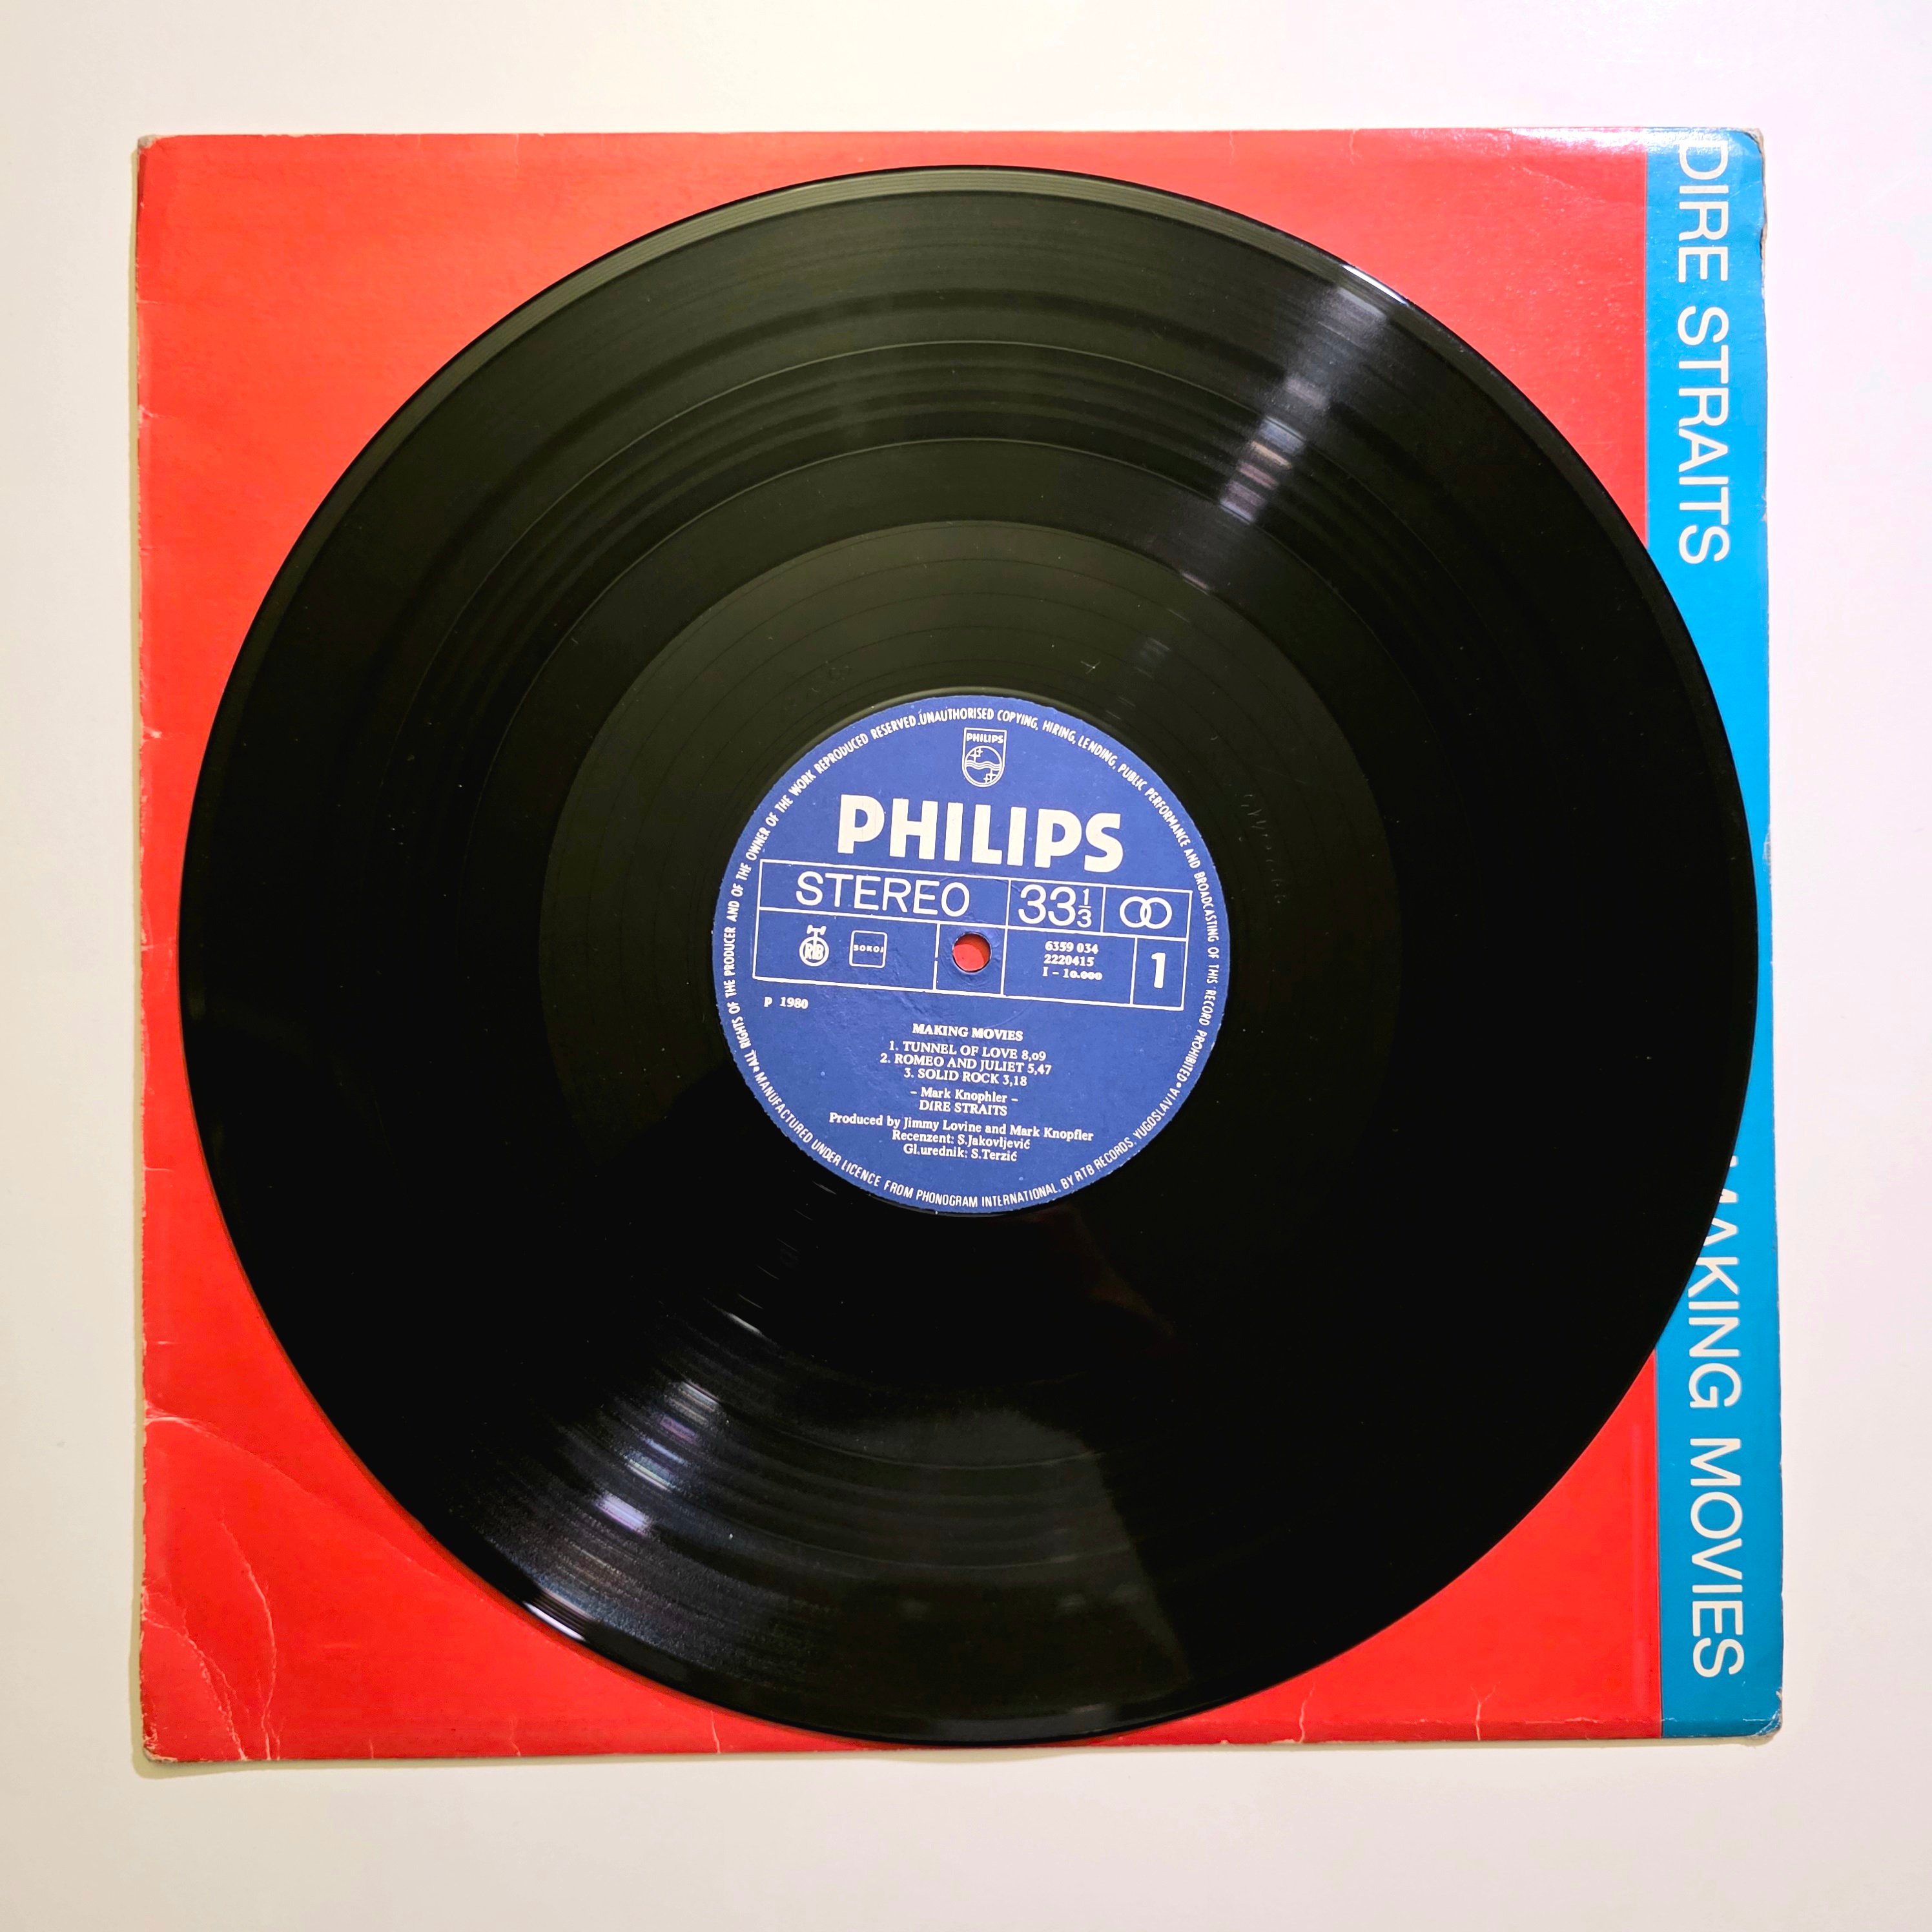 DIRE STRAITS
MAKING MOVIES
ALL RIGHTS OF THE PRODUCER AND OF THE OWNER OF THE WORK REPRODUCED RESERVED.UNAUTHORISED COPYING, HIRING, LENDING, PUBLIC PERFORMANCE AND BROADCASTING OF THIS RECORD PROHIBITED•
MANUFACTURED UNDER LICENCE FROM PHONOGRAM INTERNATIONAL. BY RTB RECORDS, YUGOSLAVIA•
PHILIPS
PHILIPS
STEREO
33 1/3
RTB
SOKOJ
6359 034
2220415
I - 10.000
1
P 1980
MAKING MOVIES
1. TUNNEL OF LOVE 8,09
2. ROMEO AND JULIET 5,47
3. SOLID ROCK 3,18
- Mark Knophler -
DIRE STRAITS
Produced by Jimmy Lovine and Mark Knopfler
Recenzent: S.Jakovljević
Gl.urednik: S.Terzić